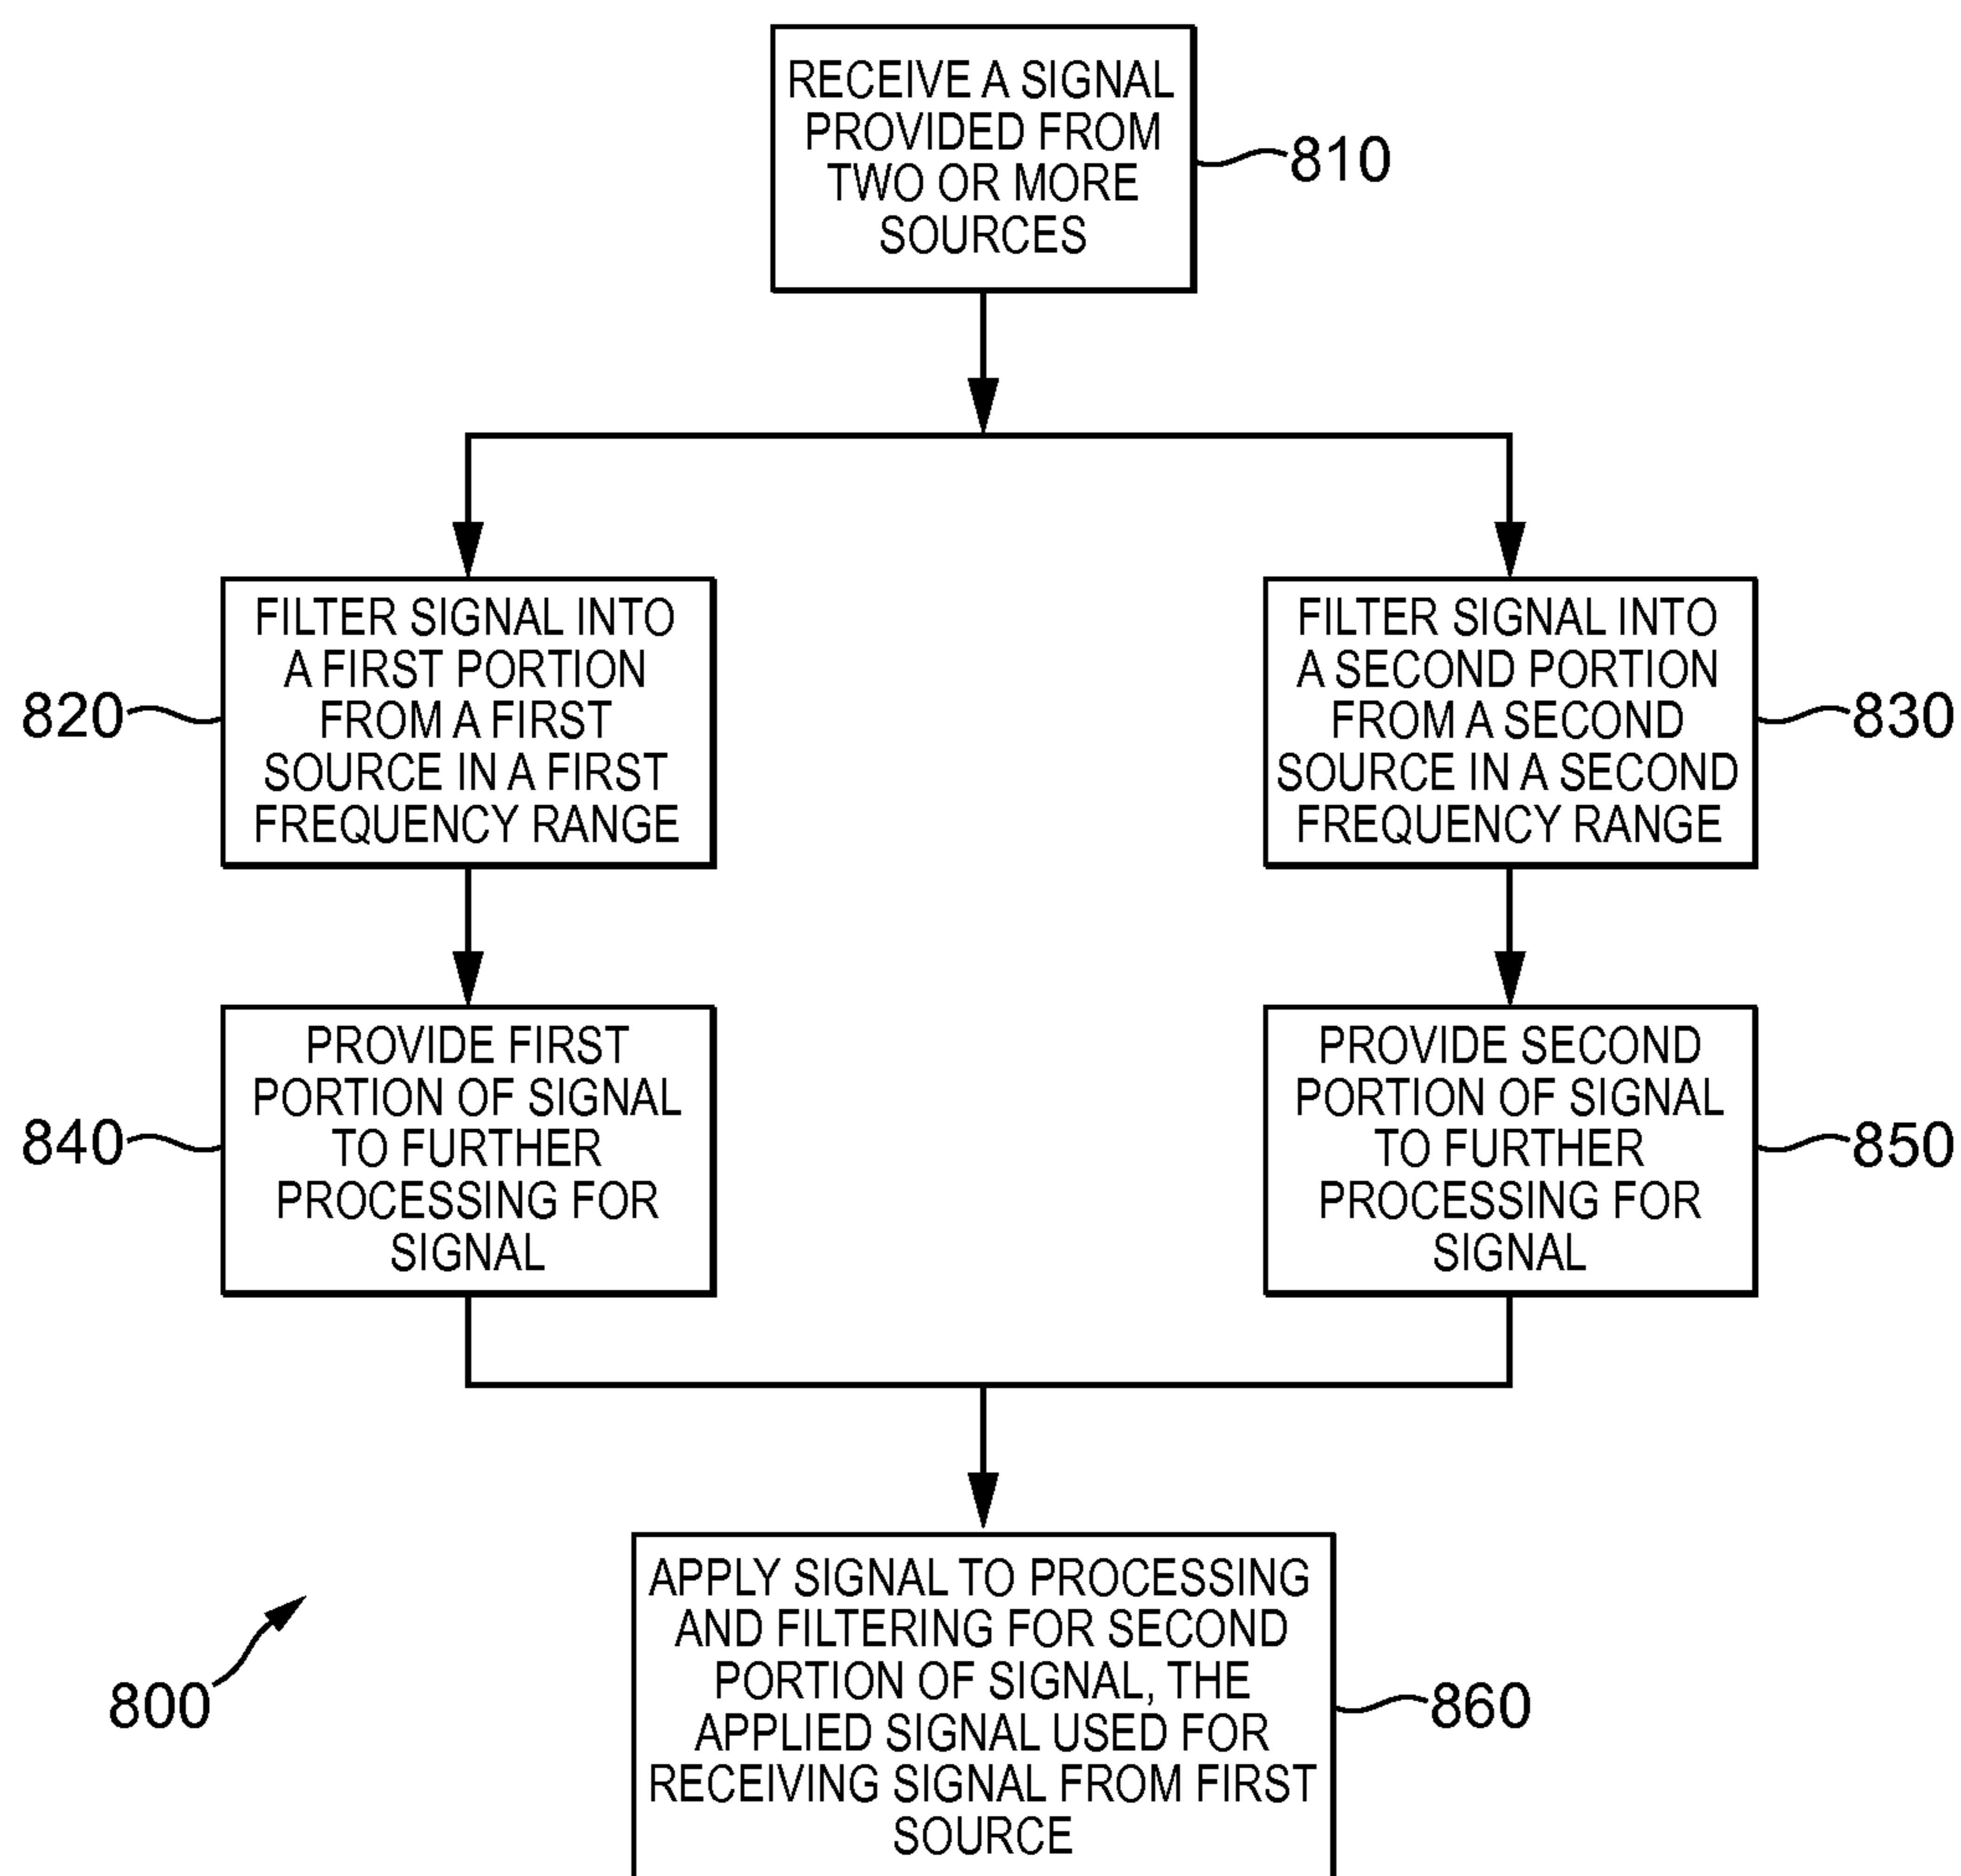 RECEIVE A SIGNAL
PROVIDED FROM
TWO OR MORE
SOURCES
810
FILTER SIGNAL INTO
A FIRST PORTION
FROM A FIRST
SOURCE IN A FIRST
FREQUENCY RANGE
820
FILTER SIGNAL INTO
A SECOND PORTION
FROM A SECOND
SOURCE IN A SECOND
FREQUENCY RANGE
830
PROVIDE FIRST
PORTION OF SIGNAL
TO FURTHER
PROCESSING FOR
SIGNAL
840
PROVIDE SECOND
PORTION OF SIGNAL
TO FURTHER
PROCESSING FOR
SIGNAL
850
APPLY SIGNAL TO PROCESSING
AND FILTERING FOR SECOND
PORTION OF SIGNAL, THE
APPLIED SIGNAL USED FOR
RECEIVING SIGNAL FROM FIRST
SOURCE
860
800